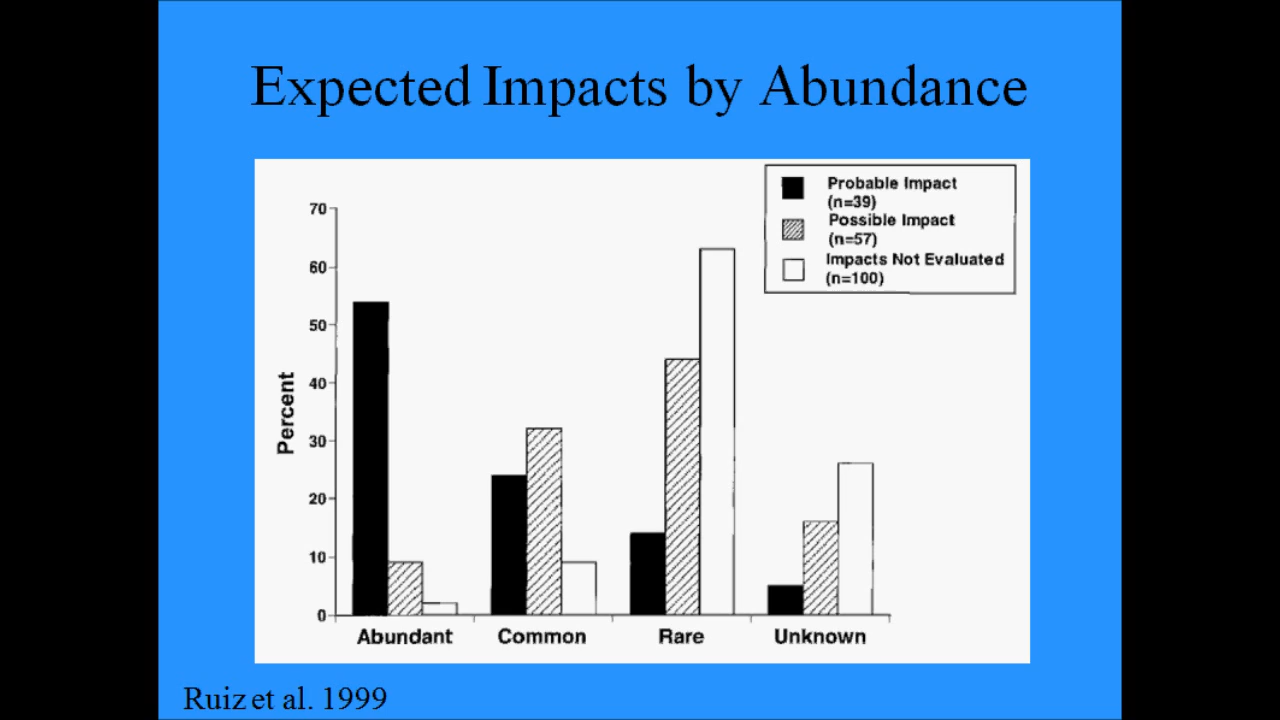 Expected Impacts by Abundance
Probable Impact
(n=39)
Possible Impact
(n=57)
Impacts Not Evaluated
(n=100)
Percent
70
60
50
40
30
20
10
0
Abundant Common Rare Unknown
Ruiz et al. 1999